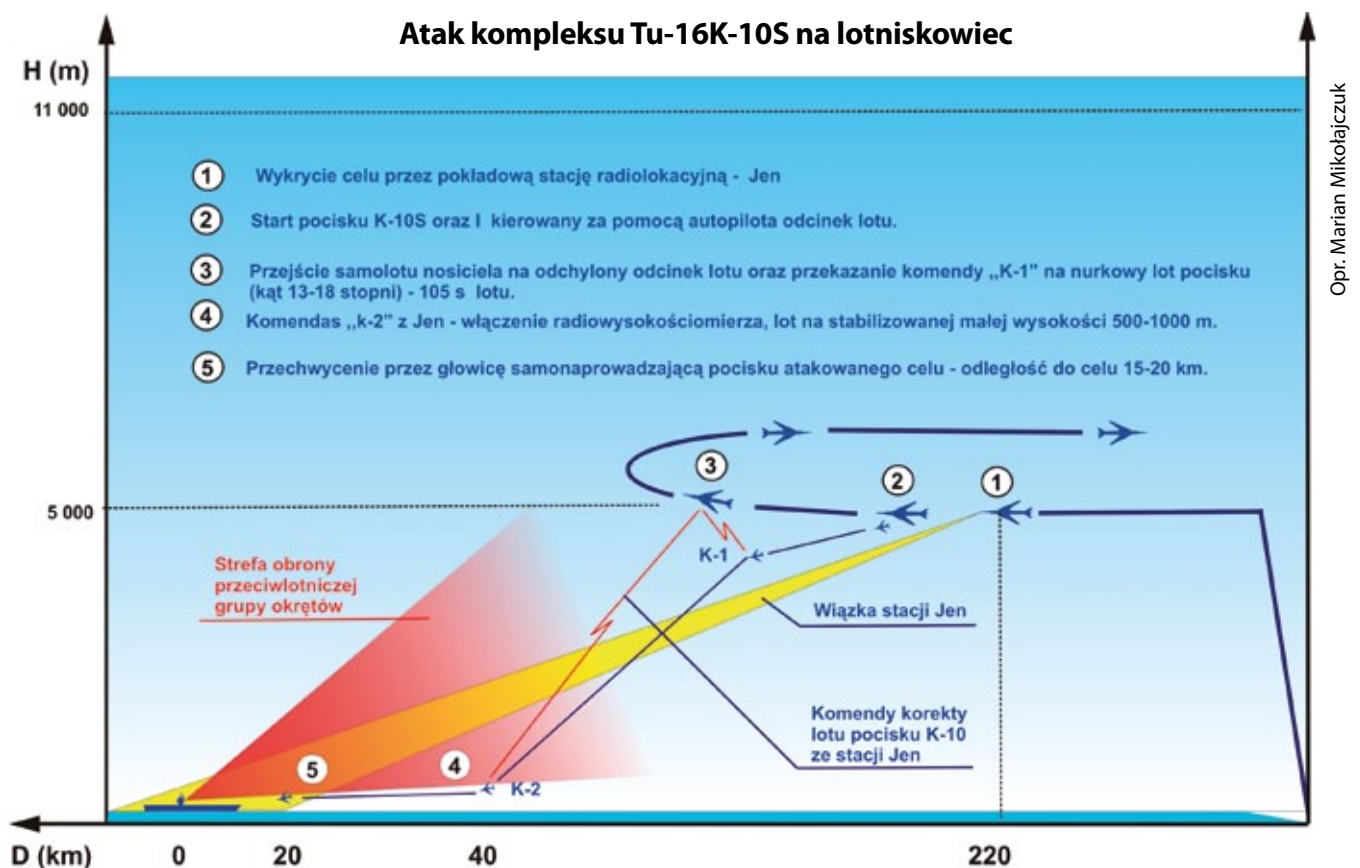 Atak kompleksu Tu-16K-10S na lotniskowiec
H (m)
11 000
Opr. Marian Mikołajczuk
1 Wykrycie celu przez pokładową stację radiolokacyjną - Jen
2 Start pocisku K-10S oraz I kierowany za pomocą autopilota odcinek lotu.
3 Przejście samolotu nosiciela na odchylony odcinek lotu oraz przekazanie komendy „K-1" na nurkowy lot pocisku
(kąt 13-18 stopni) - 105 s lotu.
4 Komendas „k-2" z Jen - włączenie radiowysokościomierza, lot na stabilizowanej małej wysokości 500-1000 m.
5 Przechwycenie przez głowicę samonaprowadzającą pocisku atakowanego celu - odległość do celu 15-20 km.
3
2
1
5 000
K-1
Strefa obrony
przeciwlotniczej
grupy okrętów
Wiązka stacji Jen
Komendy korekty
lotu pocisku K-10
ze stacji Jen
5
4
K-2
D (km)
0
20
40
220